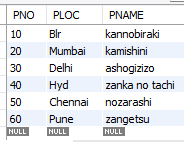 PNO PLOC PNAME
10 Blr kannobiraki
20 Mumbai kamishini
30 Delhi ashogizizo
40 Hyd zanka no tachi
50 Chennai nozarashi
60 Pune zangetsu
NULL NULL NULL